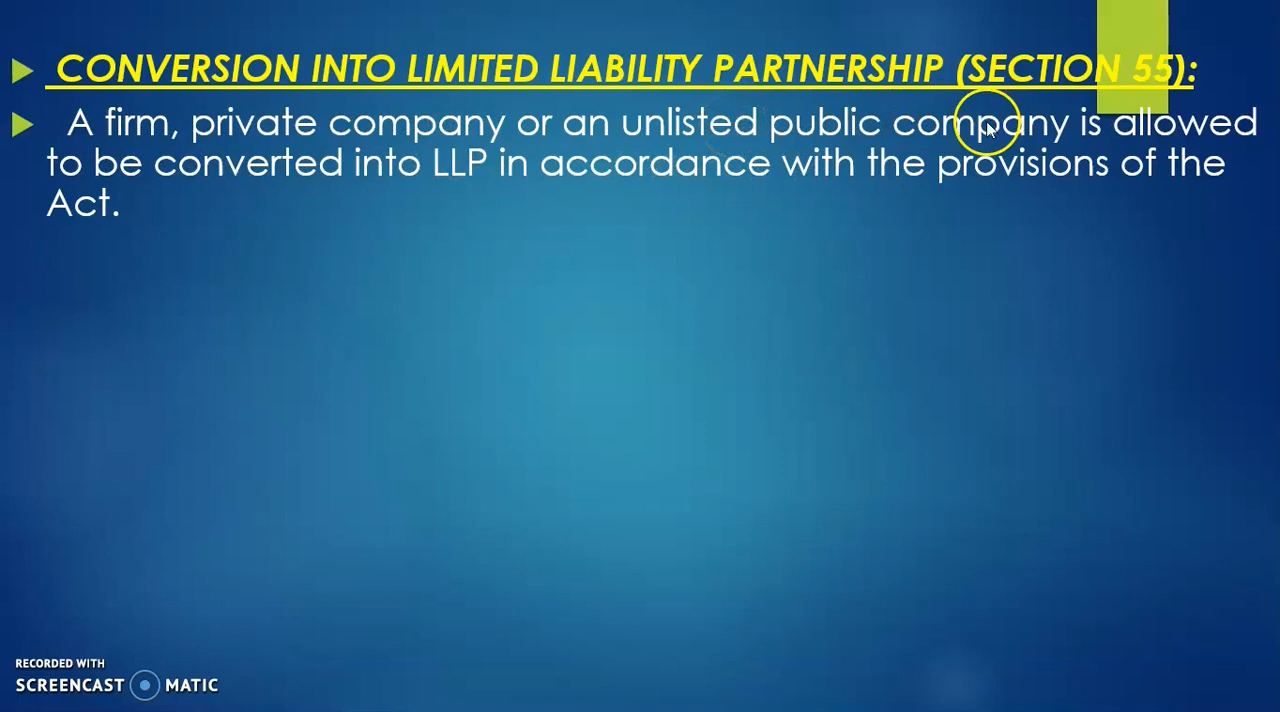 CONVERSION INTO LIMITED LIABILITY PARTNERSHIP (SECTION 55):
A firm, private company or an unlisted public company is allowed
to be converted into LLP in accordance with the provisions of the
Act.
RECORDED WITH
SCREENCAST MATIC